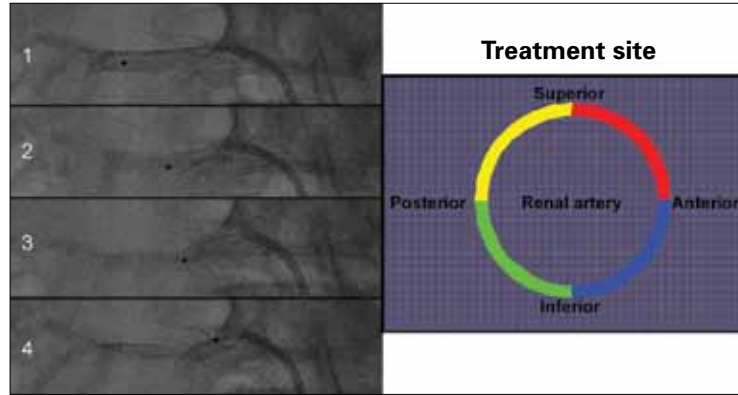 1
2
3
4
Treatment site
Superior
Posterior Renal artery Anterior
Inferior